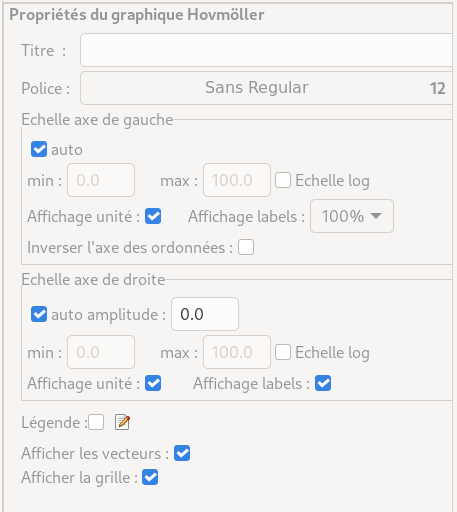 Propriétés du graphique Hovmöller
Titre :
Police : Sans Regular 12
Echelle axe de gauche
auto
min : 0.0 max : 100.0 Echelle log
Affichage unité : Affichage labels : 100%
Inverser l'axe des ordonnées :
Echelle axe de droite
auto amplitude : 0.0
min : 0.0 max : 100.0 Echelle log
Affichage unité : Affichage labels :
Légende :
Afficher les vecteurs :
Afficher la grille :